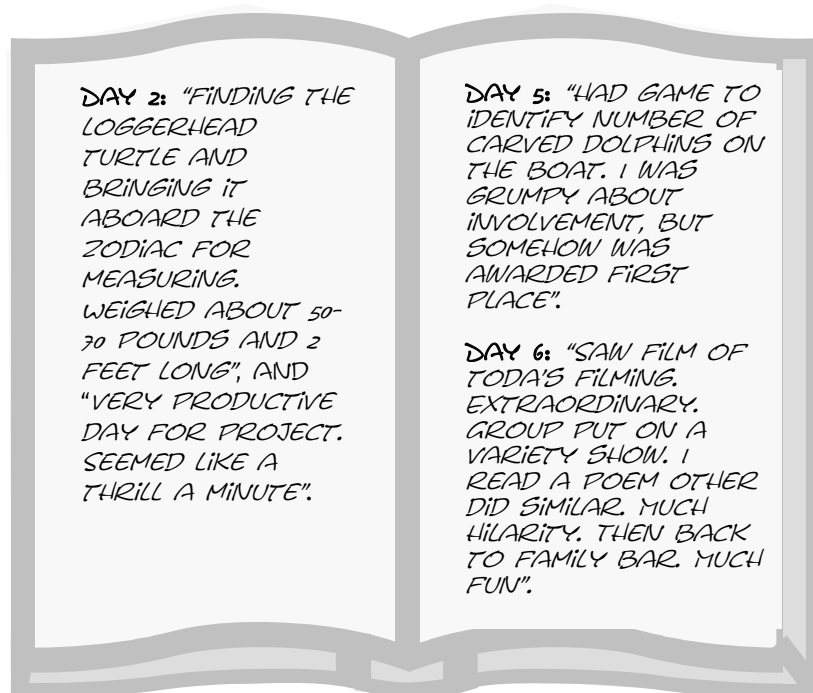 DAY 2: "FINDING THE
LOGGERHEAD
TURTLE AND
BRINGING IT
ABOARD THE
ZODIAC FOR
MEASURING.
WEIGHED ABOUT 50-
70 POUNDS AND 2
FEET LONG", AND
"VERY PRODUCTIVE
DAY FOR PROJECT.
SEEMED LIKE A
THRILL A MINUTE".
DAY 5: "HAD GAME TO
IDENTIFY NUMBER OF
CARVED DOLPHINS ON
THE BOAT. I WAS
GRUMPY ABOUT
INVOLVEMENT, BUT
SOMEHOW WAS
AWARDED FIRST
PLACE".
DAY 6: "SAW FILM OF
TODA'S FILMING.
EXTRAORDINARY.
GROUP PUT ON A
VARIETY SHOW. I
READ A POEM OTHER
DID SIMILAR. MUCH
HILARITY. THEN BACK
TO FAMILY BAR. MUCH
FUN".